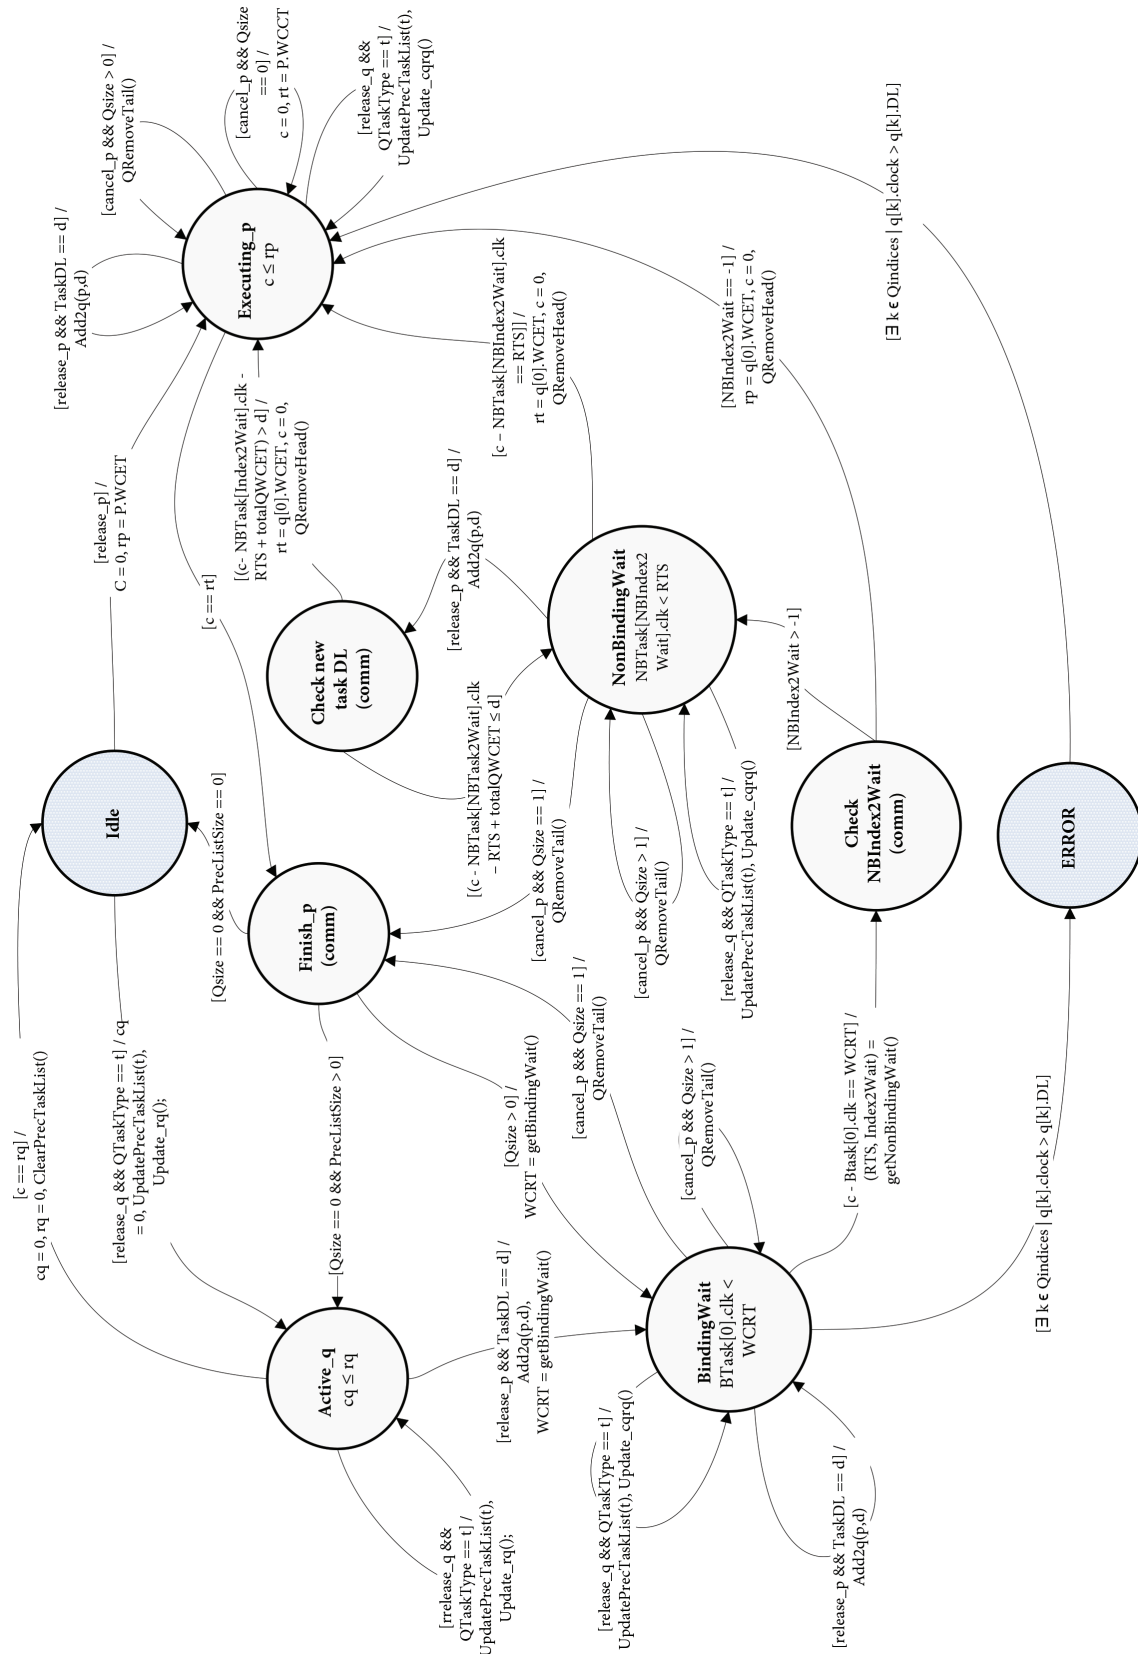 [c == rq] /
cq = 0, rq = 0, ClearPrecTaskList()
Idle
[release_q && QTaskType == t] / cq
= 0, UpdatePrecTaskList(t),
Update_rq();
[release_p] /
C = 0, rp = P.WCET
[release_p && TaskDL == d] /
Add2q(p,d)
[cancel_p && Qsize > 0] /
QRemoveTail()
[cancel_p && Qsize
== 0] /
c = 0, rt = P.WCCT
[release_q &&
QTaskType == t] /
UpdatePrecTaskList(t),
Update_cqrq()
Executing_p
c ≤ rp
[c == rt]
[Qsize == 0 && PrecListSize == 0]
Finish_p
(comm)
Active_q
cq ≤ rq
[Qsize == 0 && PrecListSize > 0]
Check new
task DL
(comm)
[(c- NBTask[Index2Wait].clk -
RTS + totalQWCET) > d] /
rt = q[0].WCET, c = 0,
QRemoveHead()
[rrelease_q &&
QTaskType == t] /
UpdatePrecTaskList(t),
Update_rq();
[release_p && TaskDL == d] /
Add2q(p.d),
WCRT = getBindingWait()
[Qsize > 0] /
WCRT = getBindingWait()
[(c - NBTask[NBTask2Wait].clk
– RTS + totalQWCET ≤ d]
[release_p && TaskDL == d] /
Add2q(p,d)
[c – NBTask[NBIndex2Wait].clk
== RTS]] /
rt = q[0].WCET, c = 0,
QRemoveHead()
[cancel_p && Qsize == 1] /
QRemoveTail()
[cancel_p && Qsize == 1] /
QRemoveTail()
NonBindingWait
NBTask[NBIndex2
Wait].clk < RTS
[release_q && QTaskType == t] /
UpdatePrecTaskList(t), Update_cqrq()
BindingWait
BTask[0].clk <
WCRT
[cancel_p && Qsize > 1] /
QRemoveTail()
[cancel_p && Qsize > 1] /
QRemoveTail()
[release_q && QTaskType == t] /
UpdatePrecTaskList(t), Update_cqrq()
[NBIndex2Wait == -1] /
rp = q[0].WCET, c = 0,
QRemoveHead()
[NBIndex2Wait > -1]
[release_p && TaskDL == d] /
Add2q(p,d)
[c - Btask[0].clk == WCRT] /
(RTS, Index2Wait) =
getNonBindingWait()
Check
NBIndex2Wait
(comm)
[∃ k ϵ Qindices | q[k].clock > q[k].DL]
[∃ k ϵ Qindices | q[k].clock > q[k].DL]
ERROR